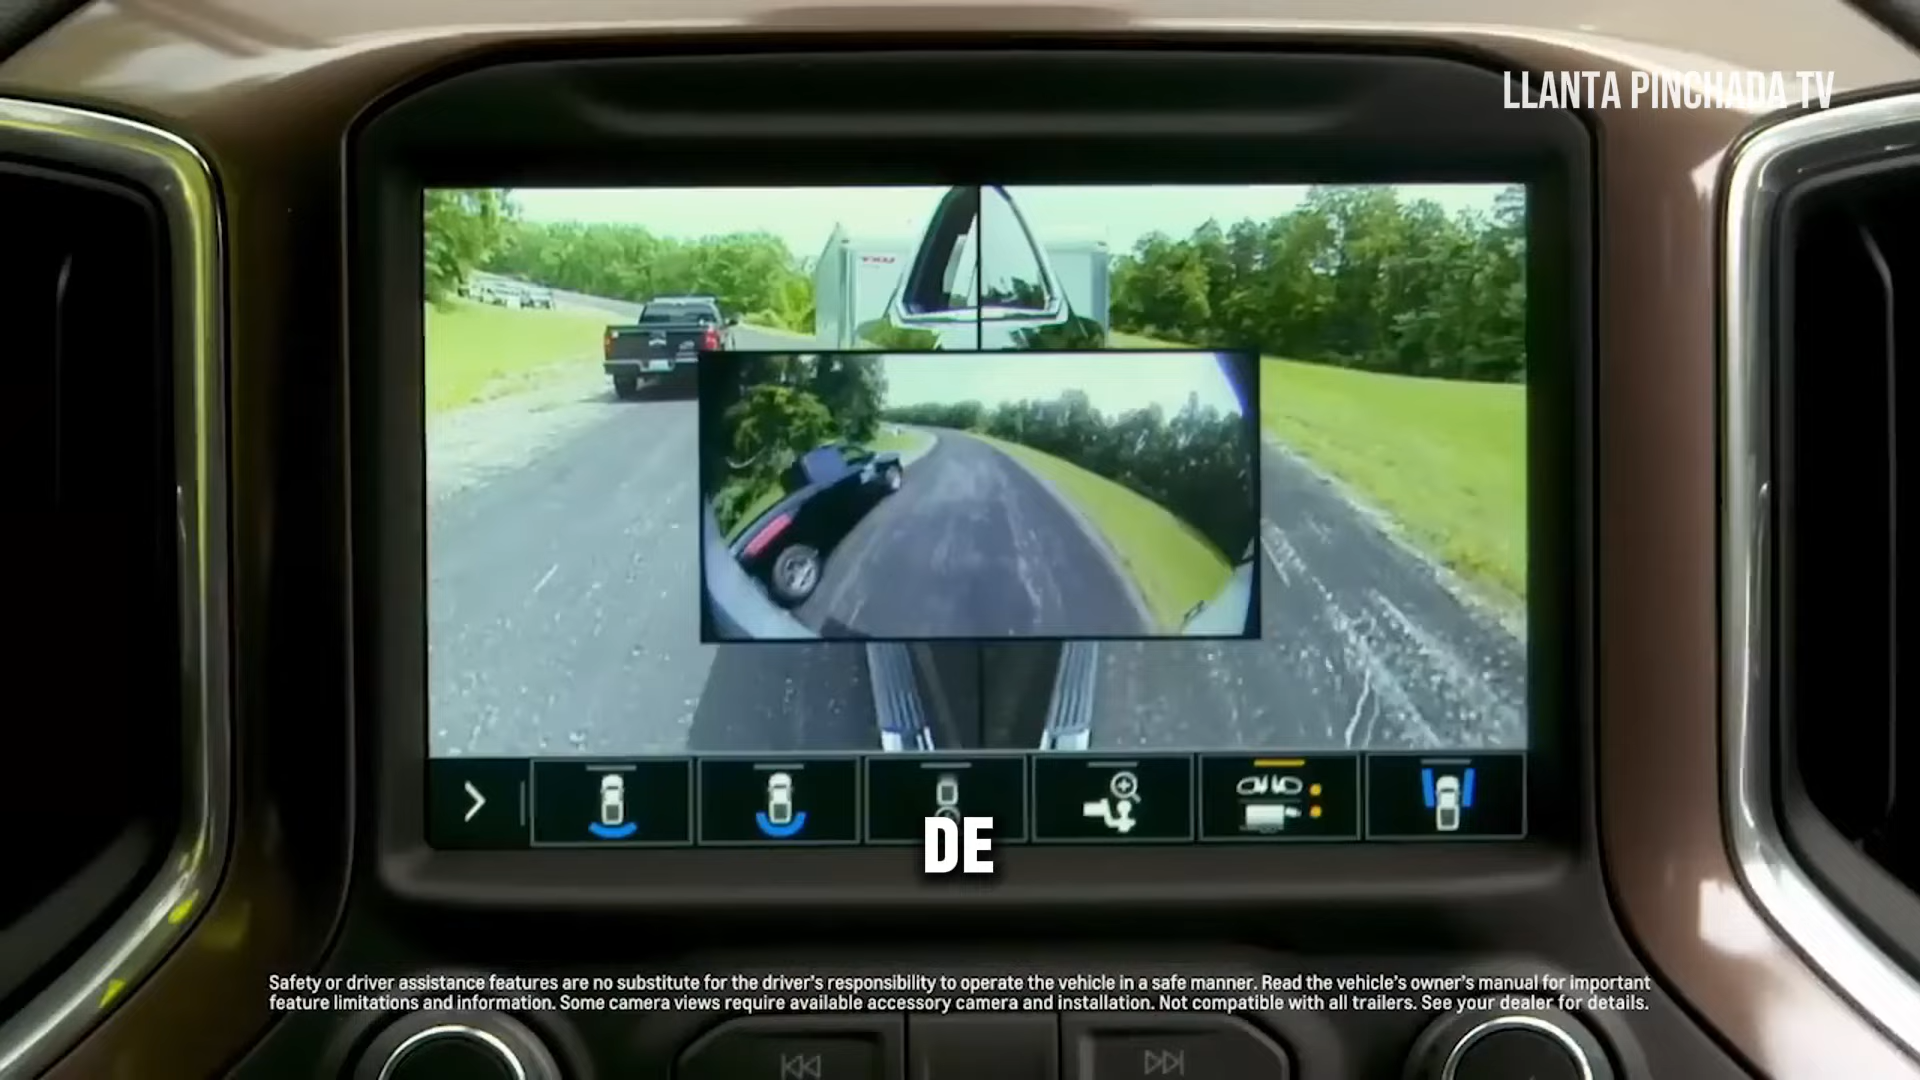 LLANTA PINCHADA TV
DE
Safety or driver assistance features are no substitute for the driver's responsibility to operate the vehicle in a safe manner. Read the vehicle's owner's manual for important
feature limitations and information. Some camera views require available accessory camera and installation. Not compatible with all trailers. See your dealer for details.